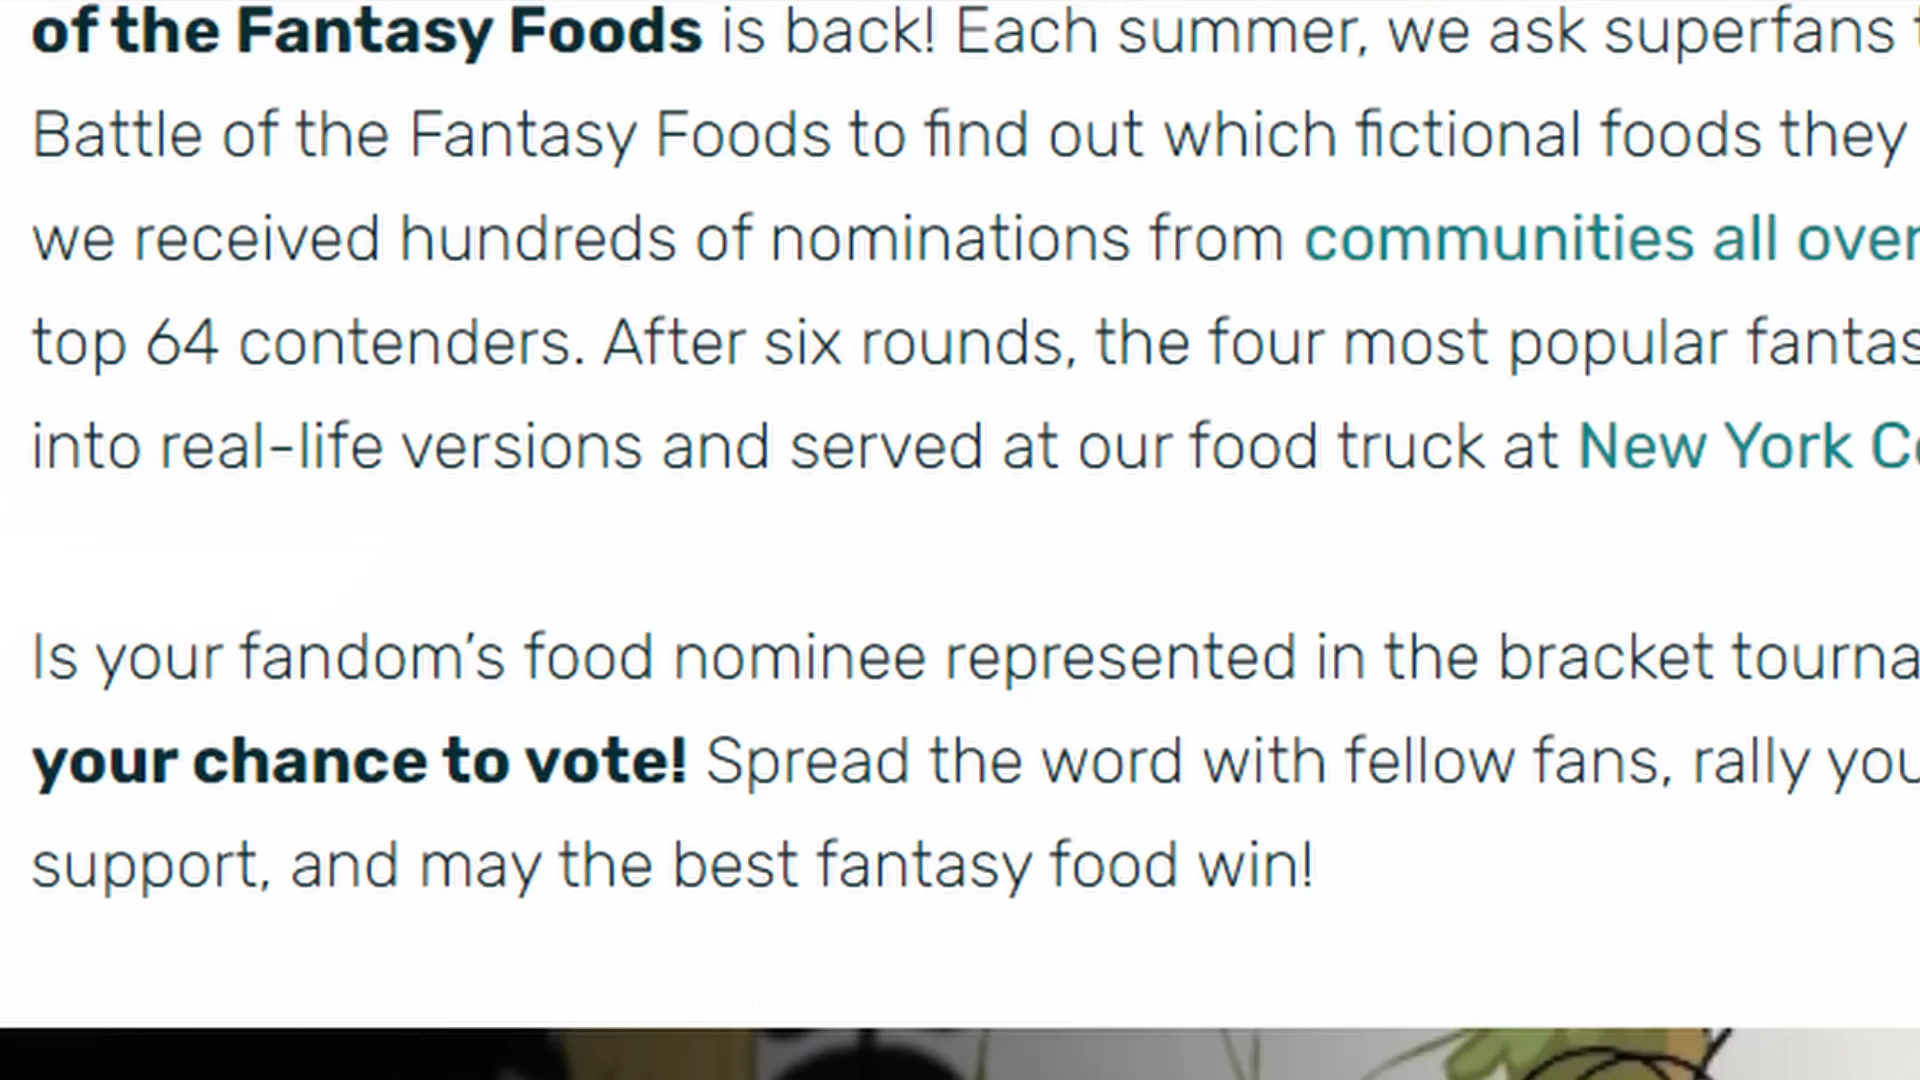 of the Fantasy Foods is back! Each summer, we ask superfans
Battle of the Fantasy Foods to find out which fictional foods they
we received hundreds of nominations from communities all over
top 64 contenders. After six rounds, the four most popular fantas
into real-life versions and served at our food truck at New York Co
Is your fandom’s food nominee represented in the bracket tourna
your chance to vote! Spread the word with fellow fans, rally you
support, and may the best fantasy food win!